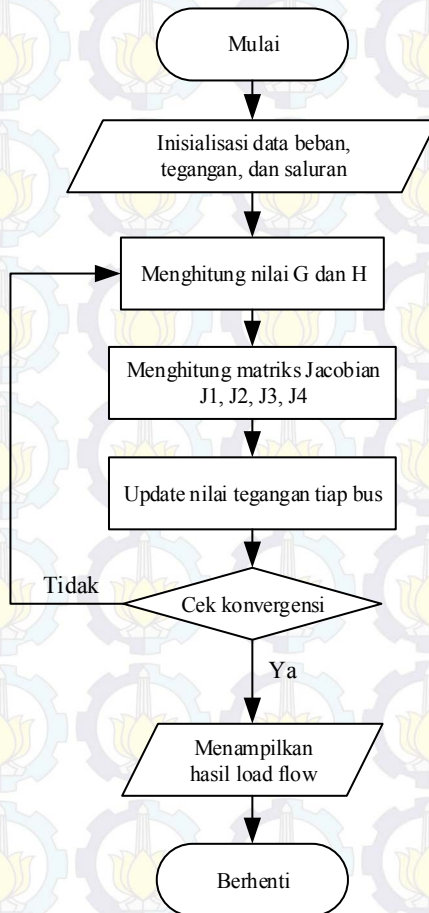 Mulai
Inisialisasi data beban,
tegangan, dan saluran
Menghitung nilai G dan H
Menghitung matriks Jacobian
J1, J2, J3, J4
Update nilai tegangan tiap bus
Cek konvergensi
Tidak
Ya
Menampilkan
hasil load flow
Berhenti